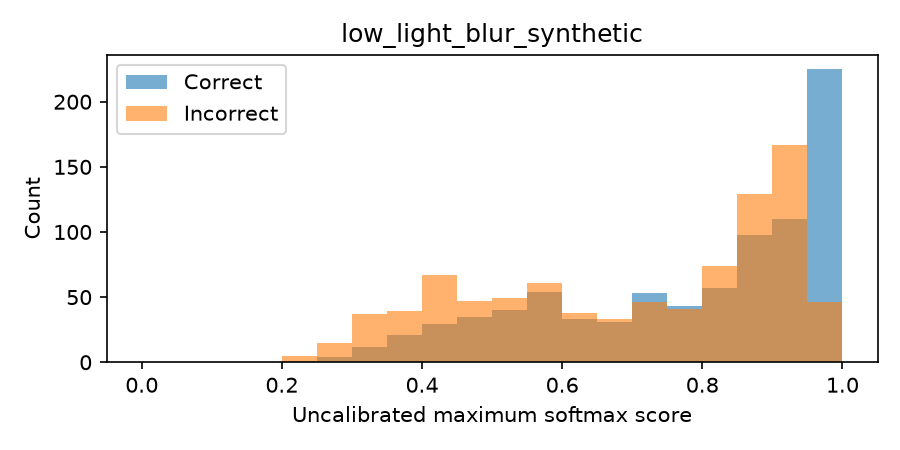 low_light_blur_synthetic
Correct
Incorrect
Count
200
150
100
50
0
0.0 0.2 0.4 0.6 0.8 1.0
Uncalibrated maximum softmax score